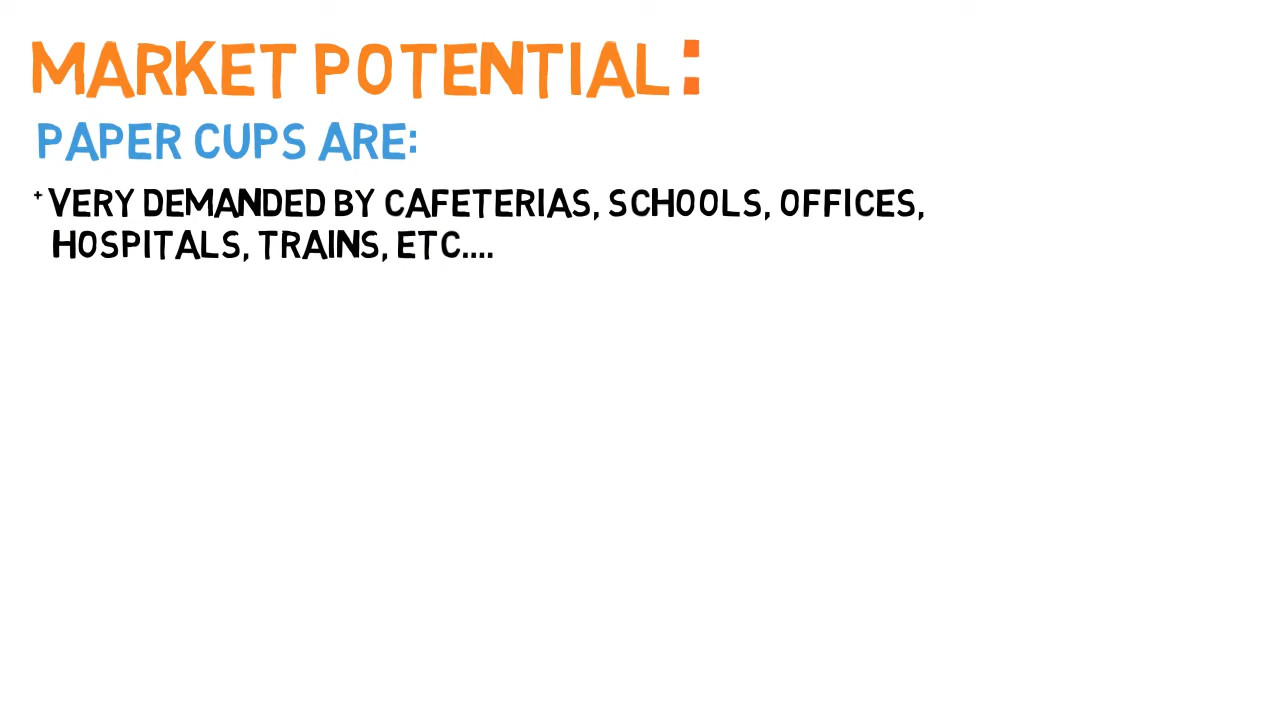 MARKET POTENTIAL:
PAPER CUPS ARE:
+ VERY DEMANDED BY CAFETERIAS, SCHOOLS, OFFICES,
HOSPITALS, TRAINS, ETC....